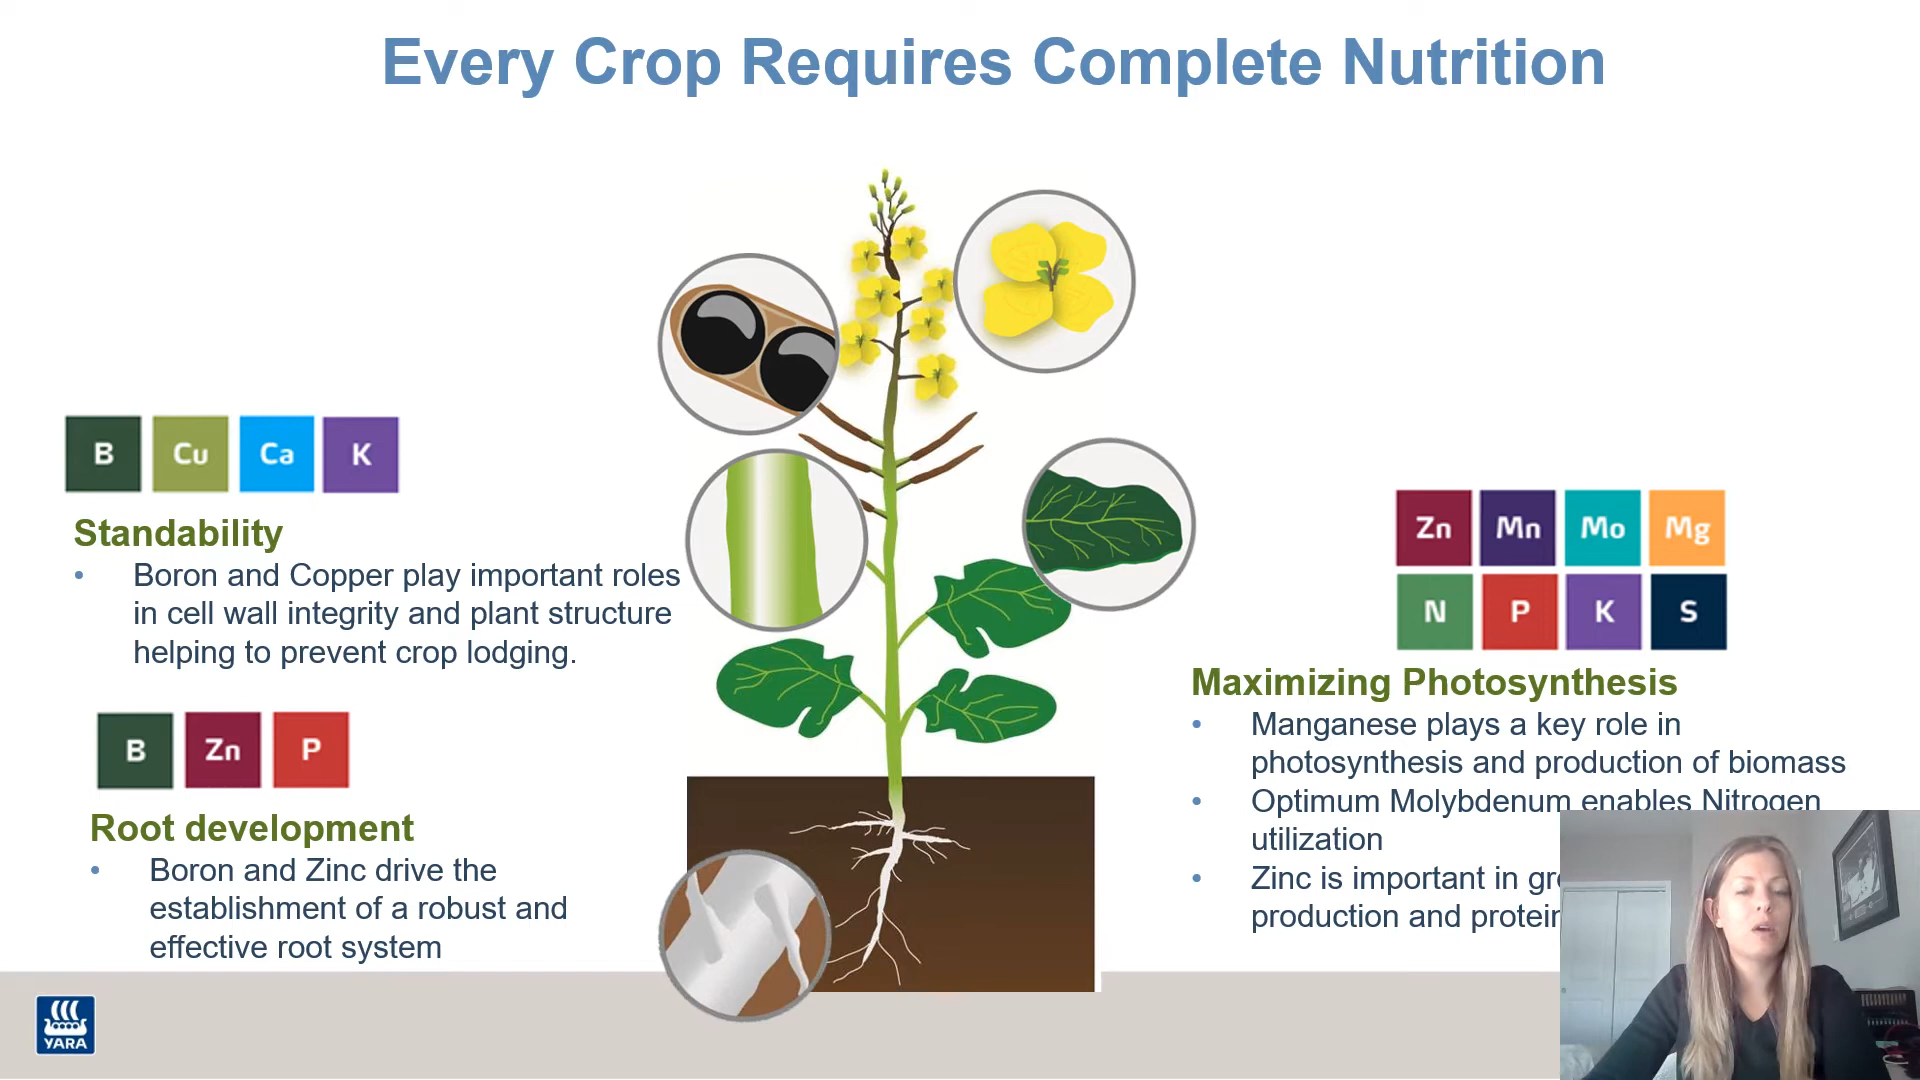 Every Crop Requires Complete Nutrition
B Cu Ca K
Standability
• Boron and Copper play important roles
in cell wall integrity and plant structure
helping to prevent crop lodging.
B Zn P
Root development
• Boron and Zinc drive the
establishment of a robust and
effective root system
Zn Mn Mo Mg
N P K S
Maximizing Photosynthesis
• Manganese plays a key role in
photosynthesis and production of biomass
• Optimum Molybdenum enables Nitrogen
utilization
• Zinc is important in
production and protein
YARA